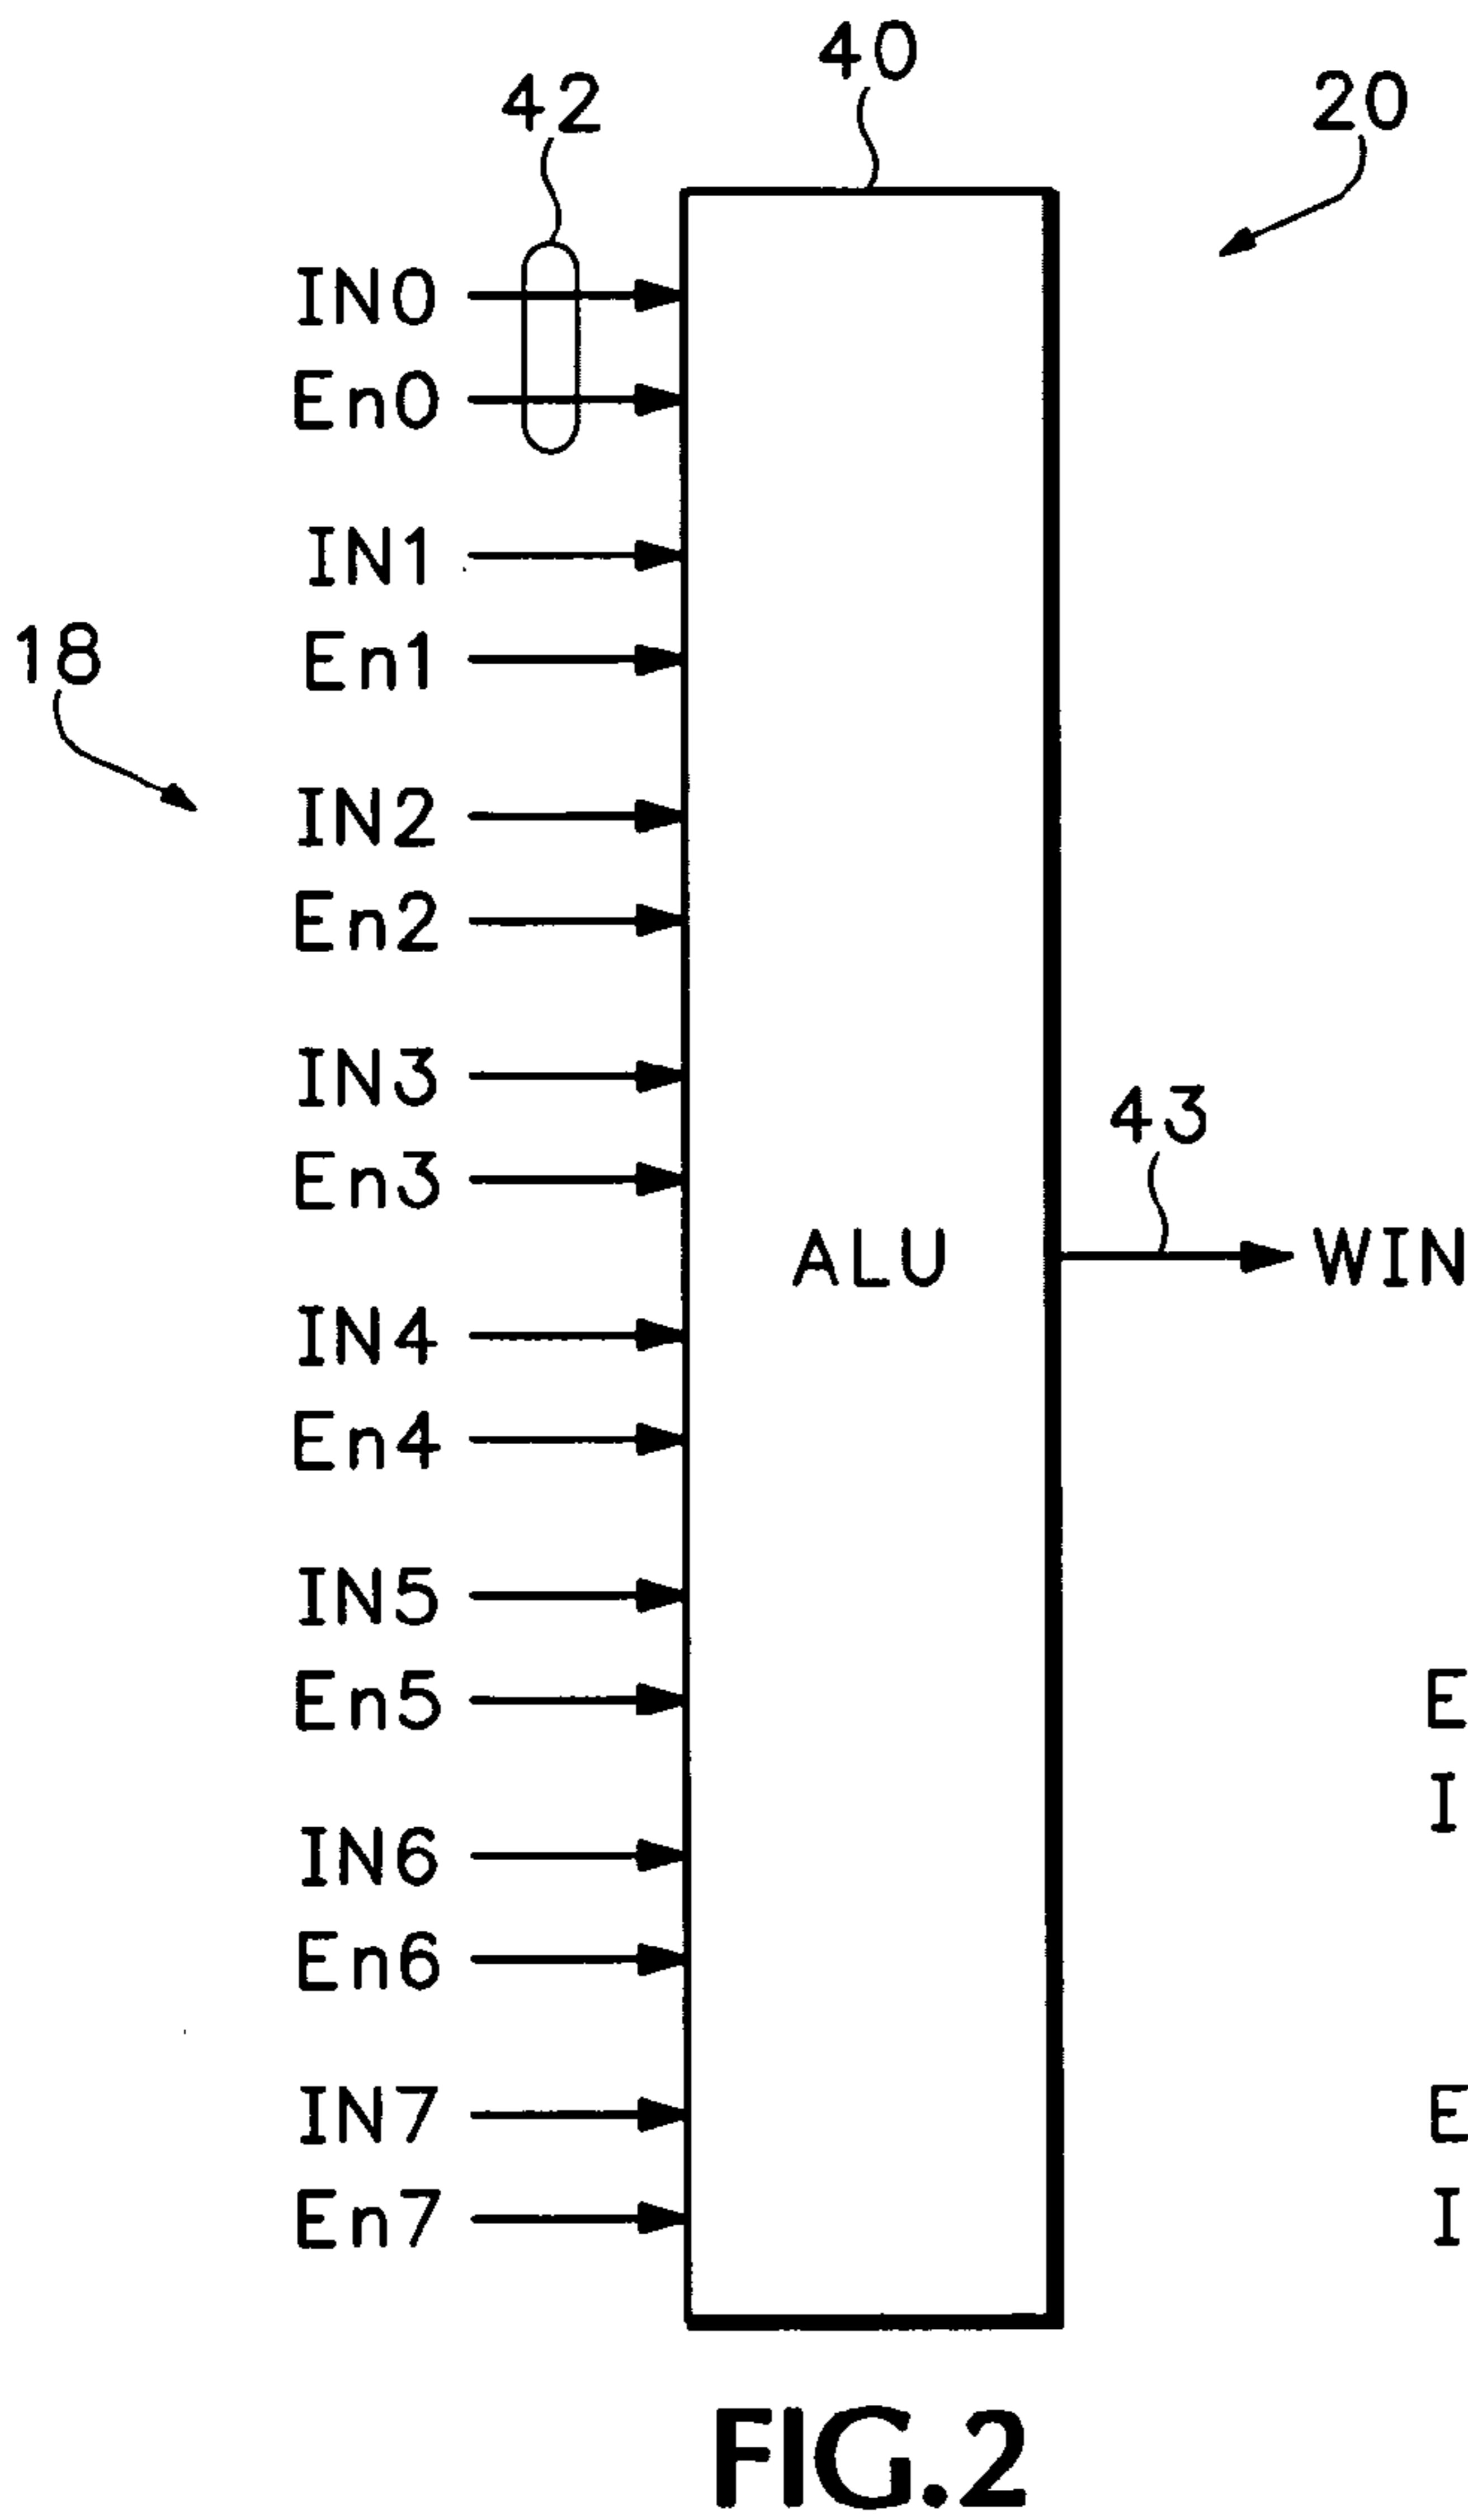 40
42
20
IN0
En0
IN1
En1
18
IN2
En2
IN3
43
En3
ALU
WIN
IN4
En4
IN5
En5
E
I
IN6
En6
IN7
E
En7
I
FIG.2